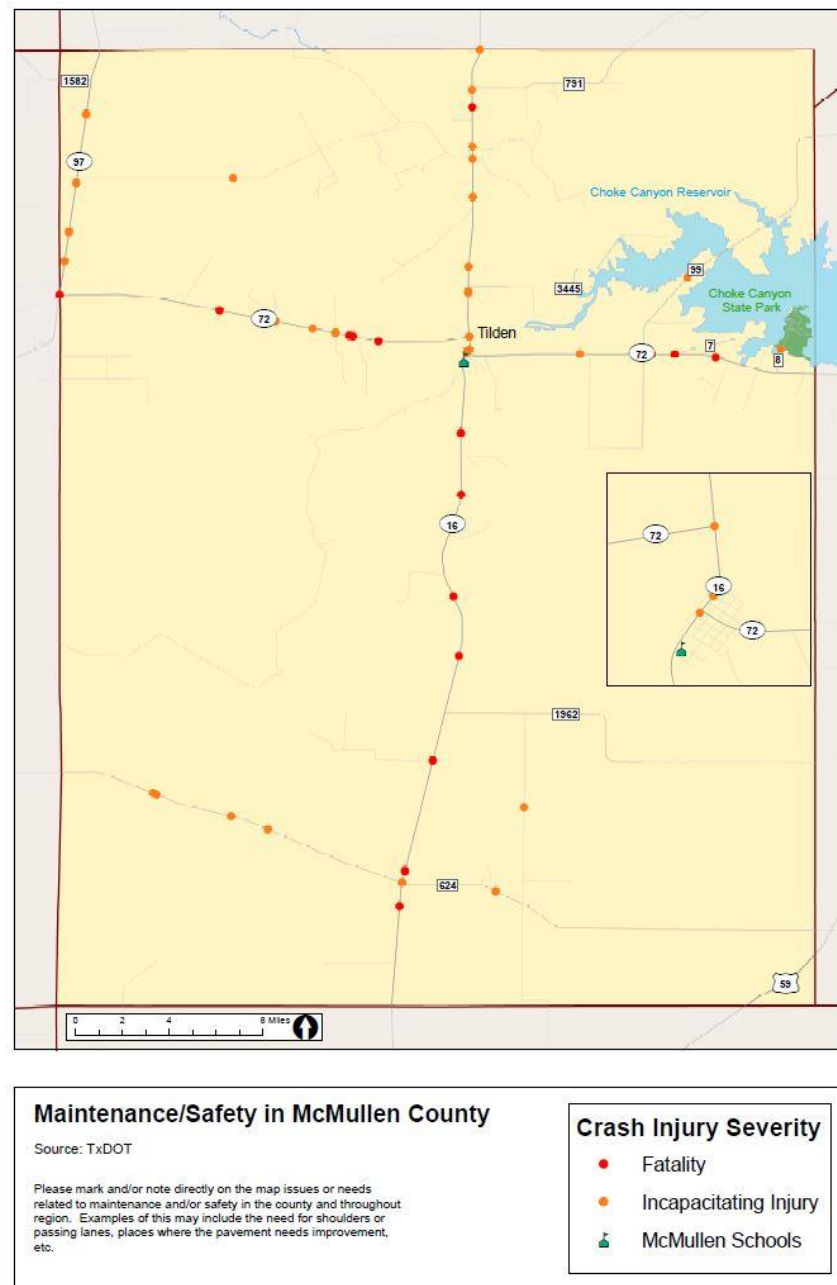 1582
791
97
Choke Canyon Reservoir
99
3445
Choke Canyon
State Park
72
Tilden
7
72
8
16
72
16
72
1962
624
59
0 2 4 8 Miles
Maintenance/Safety in McMullen County
Source: TxDOT
Please mark and/or note directly on the map issues or needs
related to maintenance and/or safety in the county and throughout
region. Examples of this may include the need for shoulders or
passing lanes, places where the pavement needs improvement,
etc.
Crash Injury Severity
Fatality
Incapacitating Injury
McMullen Schools